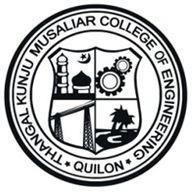 THANGAL KUNJU MUSALIAR COLLEGE OF ENGINEERING
QUILON